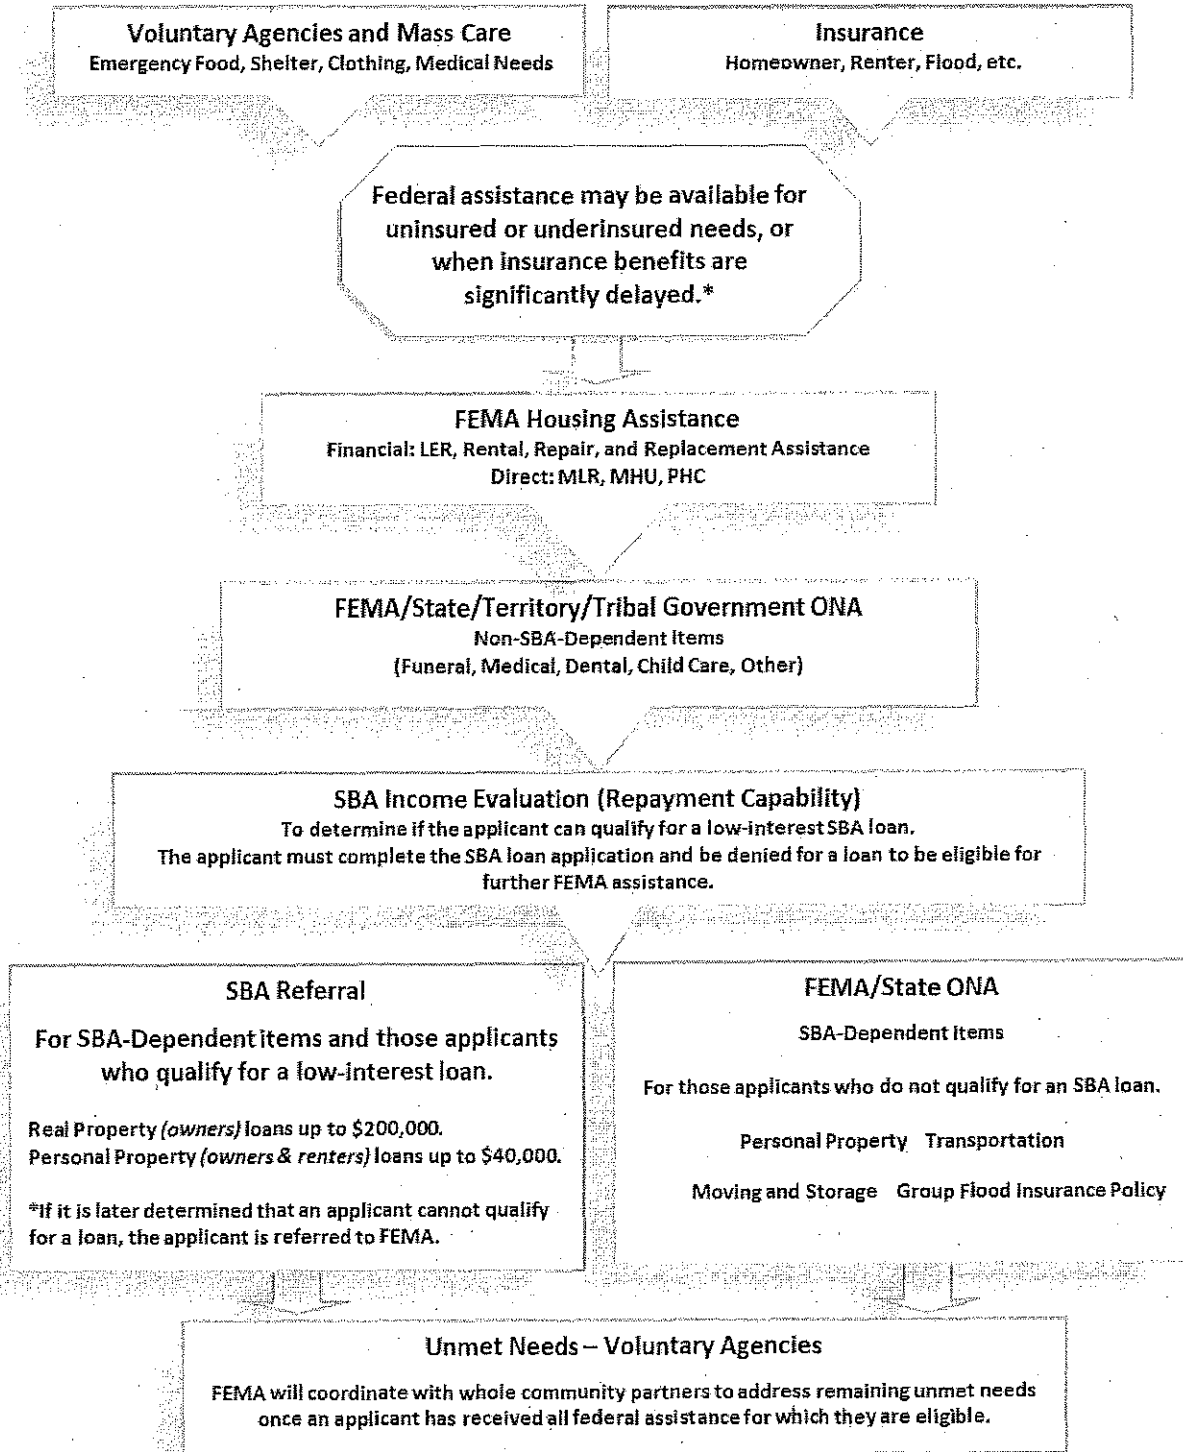 Voluntary Agencies and Mass Care
Emergency Food, Shelter, Clothing, Medical Needs
Insurance
Homeowner, Renter, Flood, etc.
Federal assistance may be available for
uninsured or underinsured needs, or
when insurance benefits are
significantly delayed.*
FEMA Housing Assistance
Financial: LER, Rental, Repair, and Replacement Assistance
Direct: MLR, MHU, PHC
FEMA/State/Territory/Tribal Government ONA
Non-SBA-Dependent Items
(Funeral, Medical, Dental, Child Care, Other)
SBA Income Evaluation (Repayment Capability)
To determine if the applicant can qualify for a low-interest SBA loan.
The applicant must complete the SBA loan application and be denied for a loan to be eligible for
further FEMA assistance.
SBA Referral
For SBA-Dependent items and those applicants
who qualify for a low-interest loan.
Real Property (owners) loans up to $200,000.
Personal Property (owners & renters) loans up to $40,000.
*If it is later determined that an applicant cannot qualify
for a loan, the applicant is referred to FEMA.
FEMA/State ONA
SBA-Dependent Items
For those applicants who do not qualify for an SBA loan.
Personal Property Transportation
Moving and Storage Group Flood Insurance Policy
Unmet Needs – Voluntary Agencies
FEMA will coordinate with whole community partners to address remaining unmet needs
once an applicant has received all federal assistance for which they are eligible.